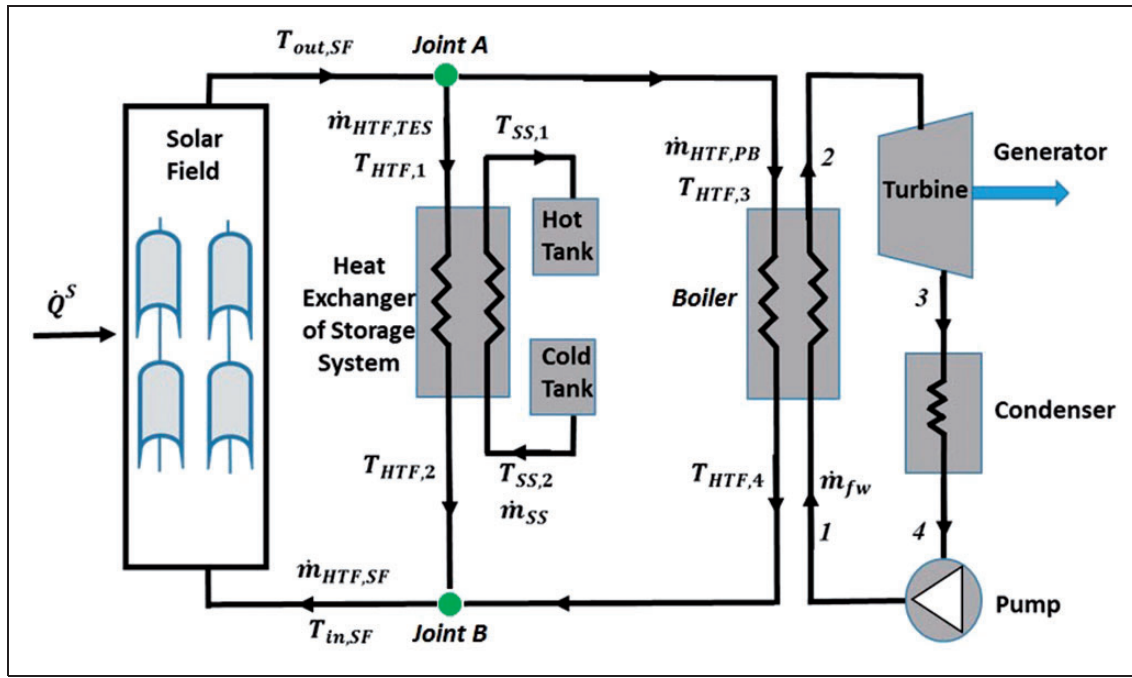 T_out,SF
Joint A
Solar
Field
ṁ_HTF,TES
T_HTF,1
T_SS,1
Hot
Tank
ṁ_HTF,PB
T_HTF,3
2
Turbine
Generator
Q̇^S
Heat
Exchanger
of Storage
System
Boiler
3
Cold
Tank
Condenser
T_HTF,2
T_SS,2
ṁ_SS
T_HTF,4
ṁ_fw
1
4
ṁ_HTF,SF
T_in,SF
Joint B
Pump